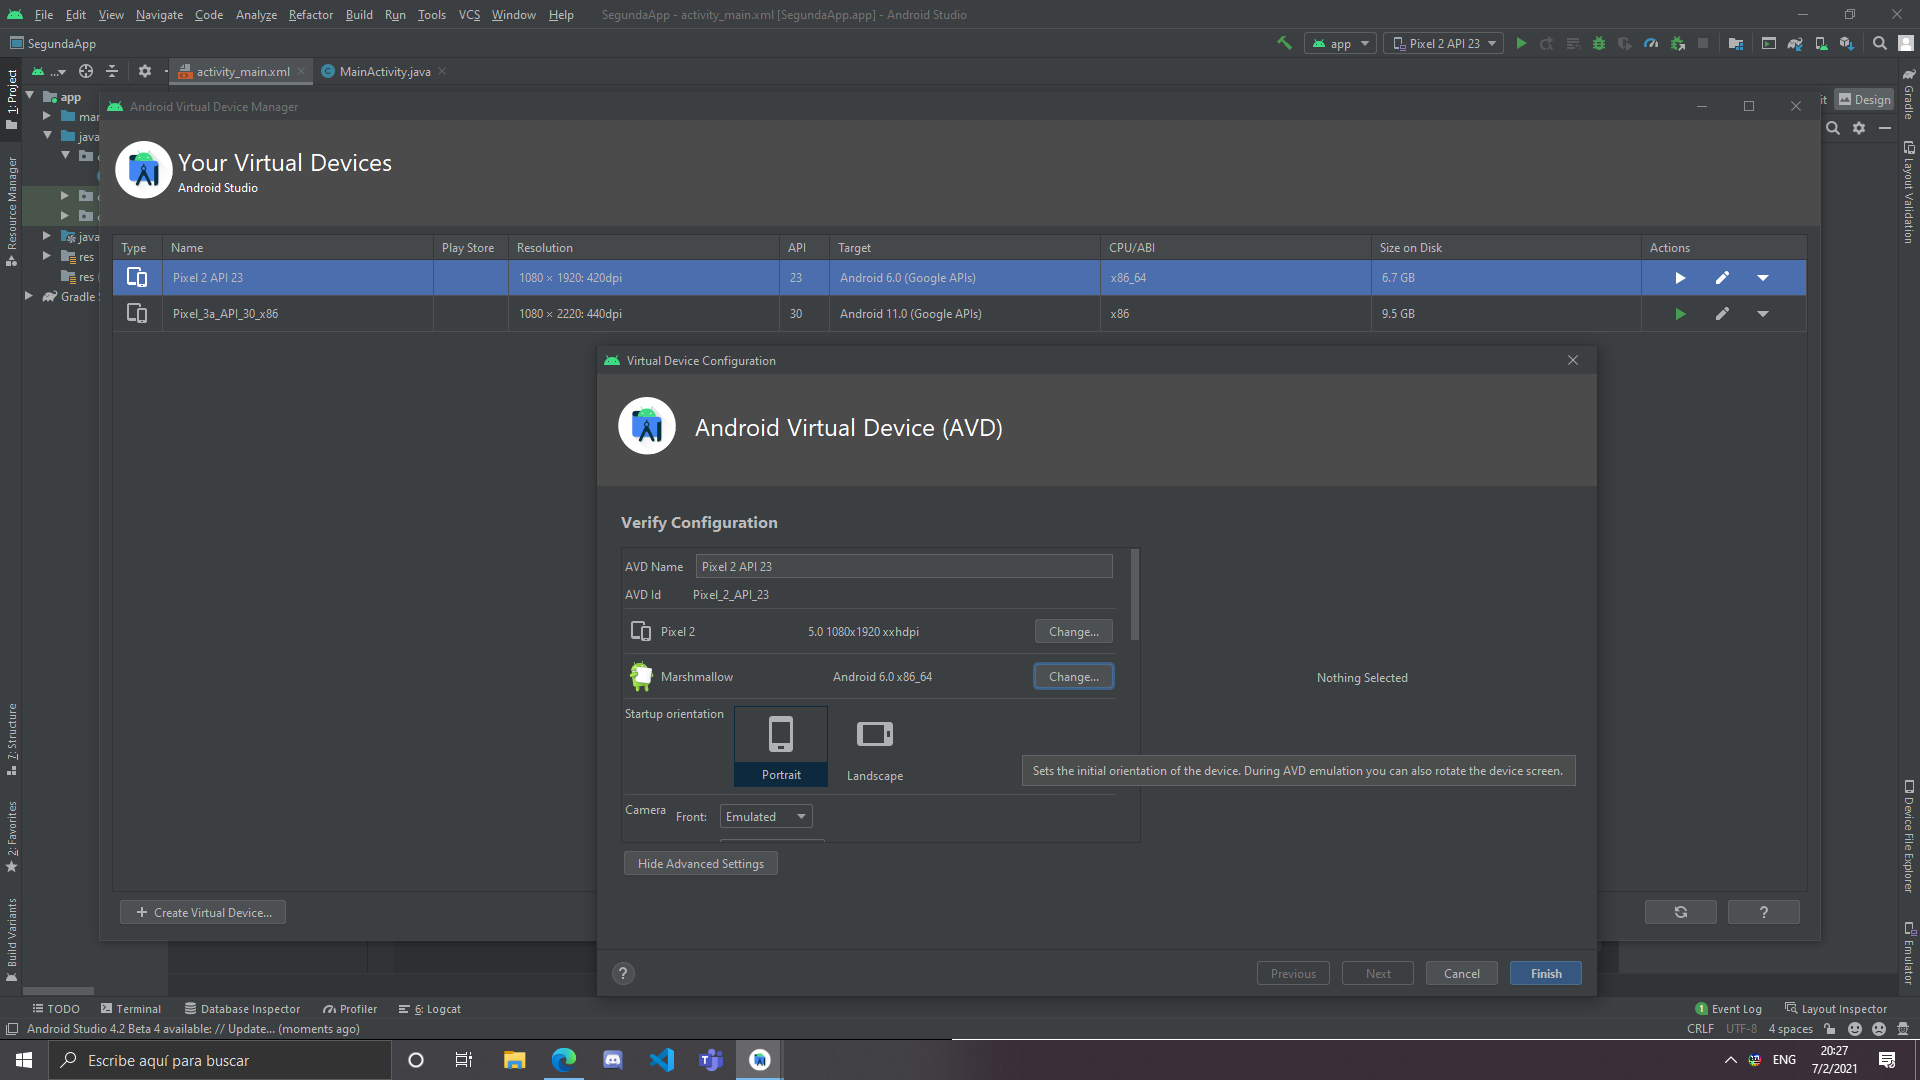 File Edit View Navigate Code Analyze Refactor Build Run Tools VCS Window Help SegundaApp - activity_main.xml [SegundaApp.app] - Android Studio
SegundaApp app Pixel 2 API 23
... activity_main.xml MainActivity.java
1: Project
Resource Manager
7: Structure
2: Favorites
Build Variants
app
java
java
res
res
Gradle
Design
Gradle
Layout Validation
Device File Explorer
Emulator
Android Virtual Device Manager
Your Virtual Devices
Android Studio
Type Name Play Store Resolution API Target CPU/ABI Size on Disk Actions
Pixel 2 API 23 1080 × 1920: 420dpi 23 Android 6.0 (Google APIs) x86_64 6.7 GB
Pixel_3a_API_30_x86 1080 × 2220: 440dpi 30 Android 11.0 (Google APIs) x86 9.5 GB
Virtual Device Configuration
Android Virtual Device (AVD)
Verify Configuration
AVD Name Pixel 2 API 23
AVD Id Pixel_2_API_23
Pixel 2 5.0 1080x1920 xxhdpi Change...
Marshmallow Android 6.0 x86_64 Change...
Nothing Selected
Startup orientation
Portrait Landscape
Sets the initial orientation of the device. During AVD emulation you can also rotate the device screen.
Camera Front: Emulated
Hide Advanced Settings
+ Create Virtual Device...
?
? Previous Next Cancel Finish
TODO Terminal Database Inspector Profiler 6: Logcat 1 Event Log Layout Inspector
Android Studio 4.2 Beta 4 available: // Update... (moments ago) CRLF UTF-8 4 spaces
Escribe aquí para buscar ENG 20:27
7/2/2021